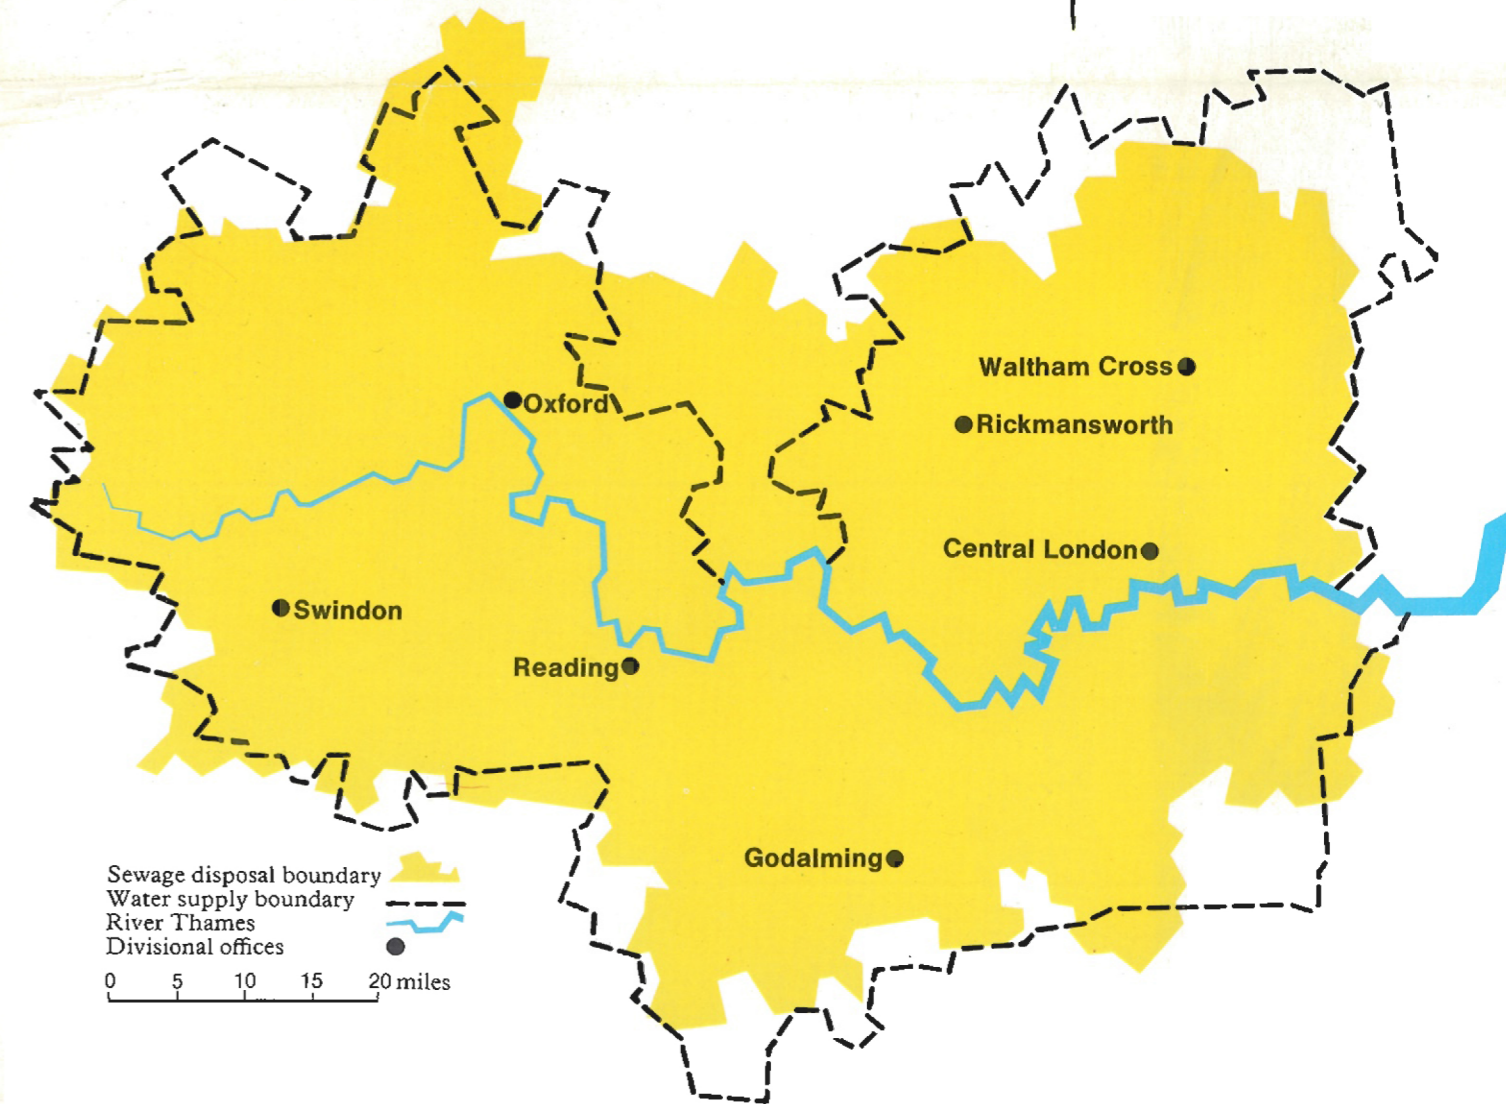 Waltham Cross
Oxford
Rickmansworth
Central London
Swindon
Reading
Godalming
Sewage disposal boundary
Water supply boundary
River Thames
Divisional offices
0 5 10 15 20 miles